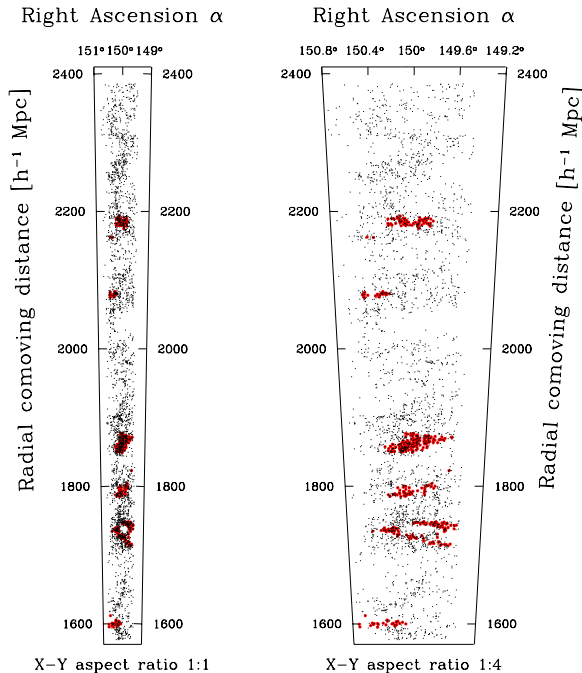 Right Ascension α
Right Ascension α
151° 150° 149°
150.8° 150.4° 150° 149.6° 149.2°
2400 2400 2400 2400
2200 2200 2200 2200
2000 2000 2000 2000
1800 1800 1800 1800
1600 1600 1600 1600
Radial comoving distance [h⁻¹ Mpc]
Radial comoving distance [h⁻¹ Mpc]
X-Y aspect ratio 1:1
X-Y aspect ratio 1:4